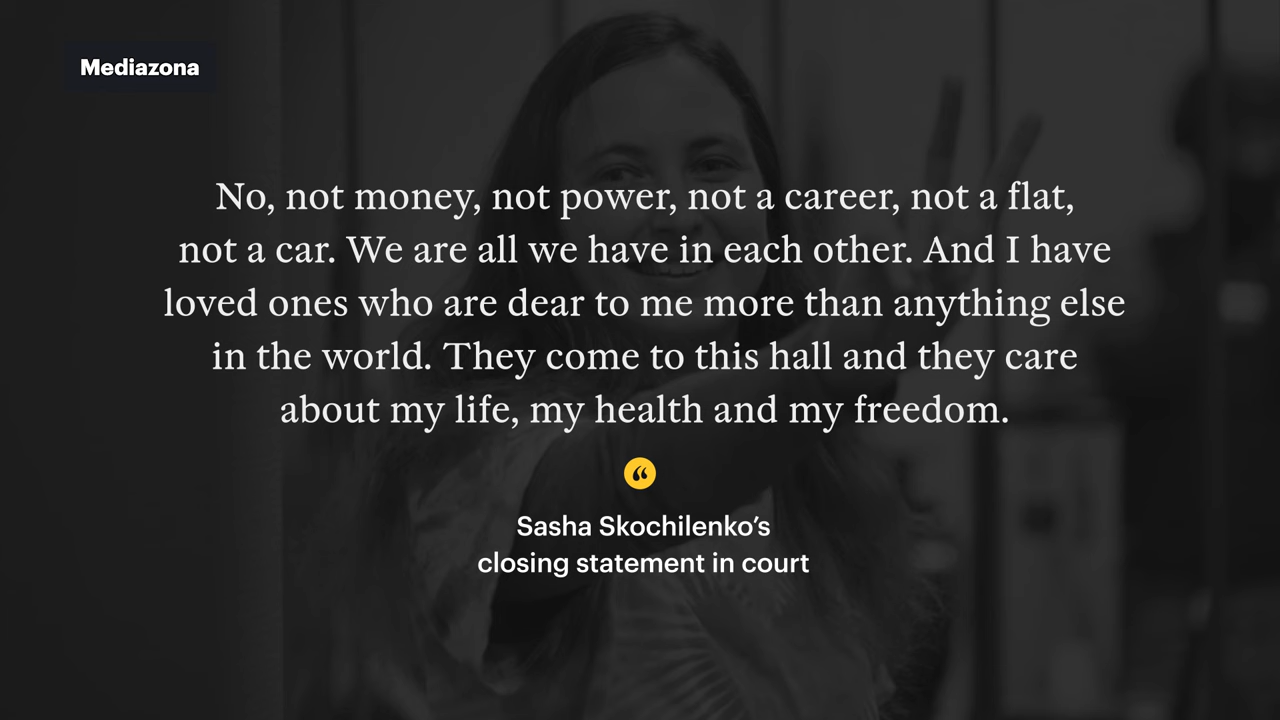 Mediazona
No, not money, not power, not a career, not a flat,
not a car. We are all we have in each other. And I have
loved ones who are dear to me more than anything else
in the world. They come to this hall and they care
about my life, my health and my freedom.
“
Sasha Skochilenko’s
closing statement in court